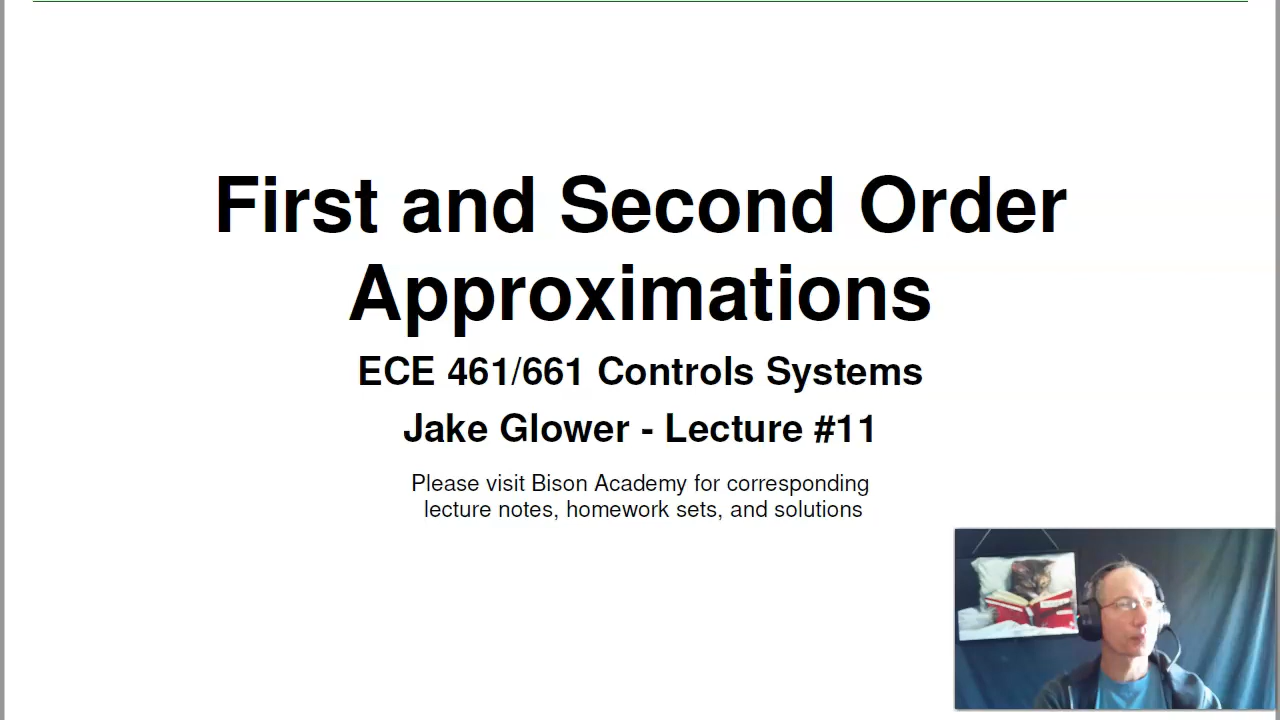 First and Second Order
Approximations
ECE 461/661 Controls Systems
Jake Glower - Lecture #11
Please visit Bison Academy for corresponding
lecture notes, homework sets, and solutions